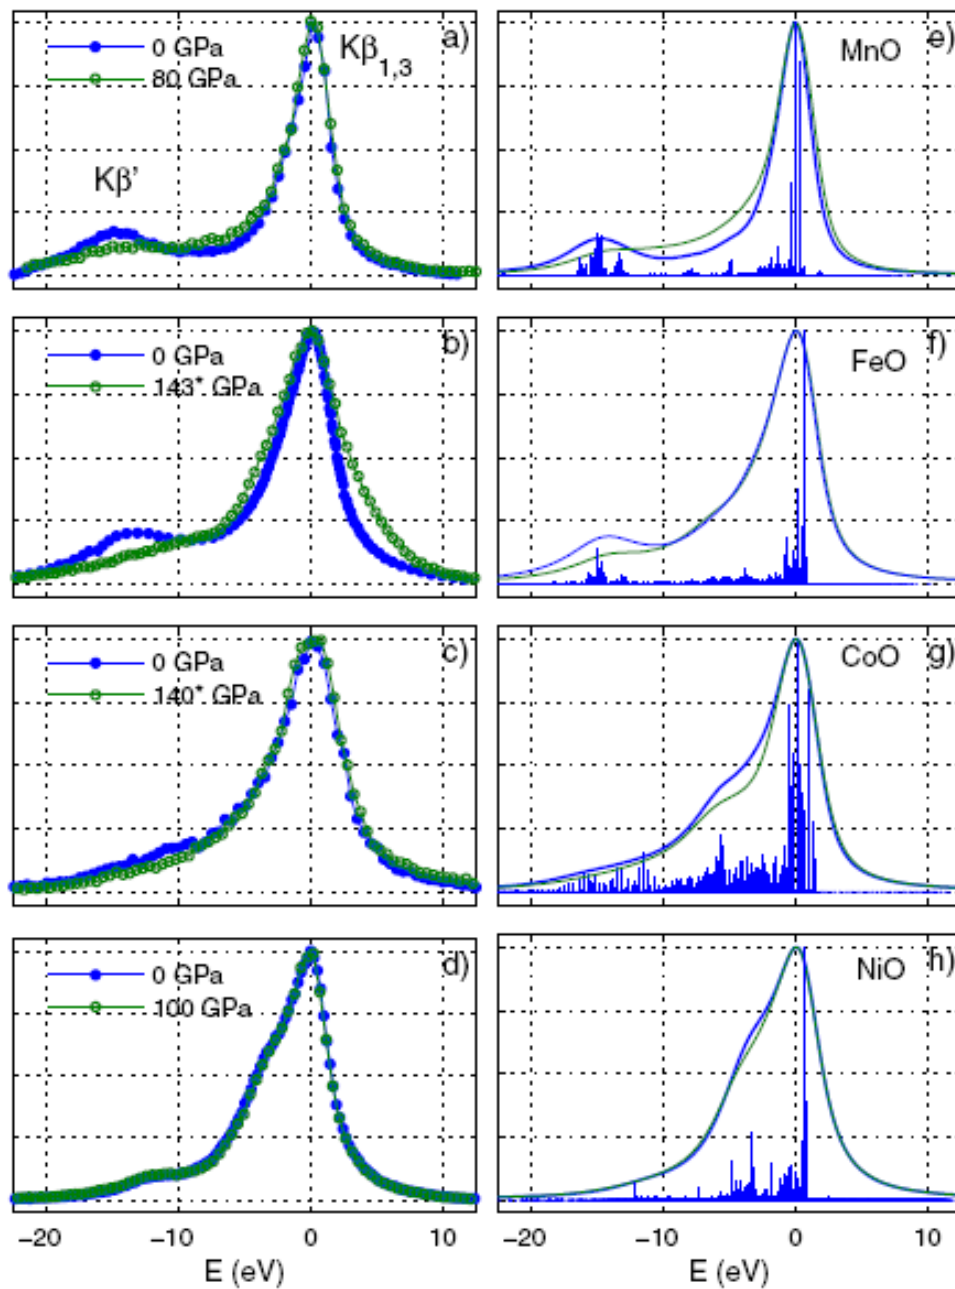 0 GPa
80 GPa
Kβ1,3
a)
Kβ'
MnO
e)
0 GPa
143* GPa
b)
FeO
f)
0 GPa
140* GPa
c)
CoO
g)
0 GPa
100 GPa
d)
NiO
h)
−20 −10 0 10
E (eV)
−20 −10 0 10
E (eV)